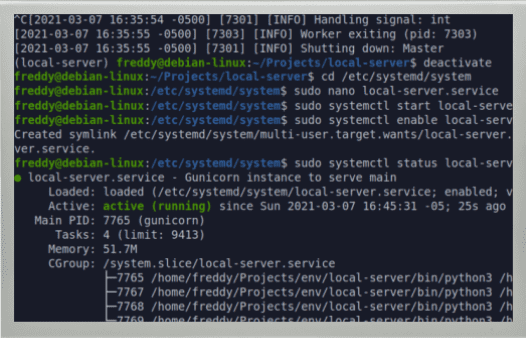 ^C[2021-03-07 16:35:54 -0500] [7301] [INFO] Handling signal: int
[2021-03-07 16:35:55 -0500] [7303] [INFO] Worker exiting (pid: 7303)
[2021-03-07 16:35:55 -0500] [7301] [INFO] Shutting down: Master
(local-server) freddy@debian-linux:~/Projects/local-server$ deactivate
freddy@debian-linux:~/Projects/local-server$ cd /etc/systemd/system
freddy@debian-linux:/etc/systemd/system$ sudo nano local-server.service
freddy@debian-linux:/etc/systemd/system$ sudo systemctl start local-serve
freddy@debian-linux:/etc/systemd/system$ sudo systemctl enable local-serv
Created symlink /etc/systemd/system/multi-user.target.wants/local-server.
ver.service.
freddy@debian-linux:/etc/systemd/system$ sudo systemctl status local-serv
● local-server.service - Gunicorn instance to serve main
Loaded: loaded (/etc/systemd/system/local-server.service; enabled; v
Active: active (running) since Sun 2021-03-07 16:45:31 -05; 25s ago
Main PID: 7765 (gunicorn)
Tasks: 4 (limit: 9413)
Memory: 51.7M
CGroup: /system.slice/local-server.service
├─7765 /home/freddy/Projects/env/local-server/bin/python3 /h
├─7767 /home/freddy/Projects/env/local-server/bin/python3 /h
├─7768 /home/freddy/Projects/env/local-server/bin/python3 /h
├─7769 /home/freddy/Projects/env/local-server/bin/python3 /h